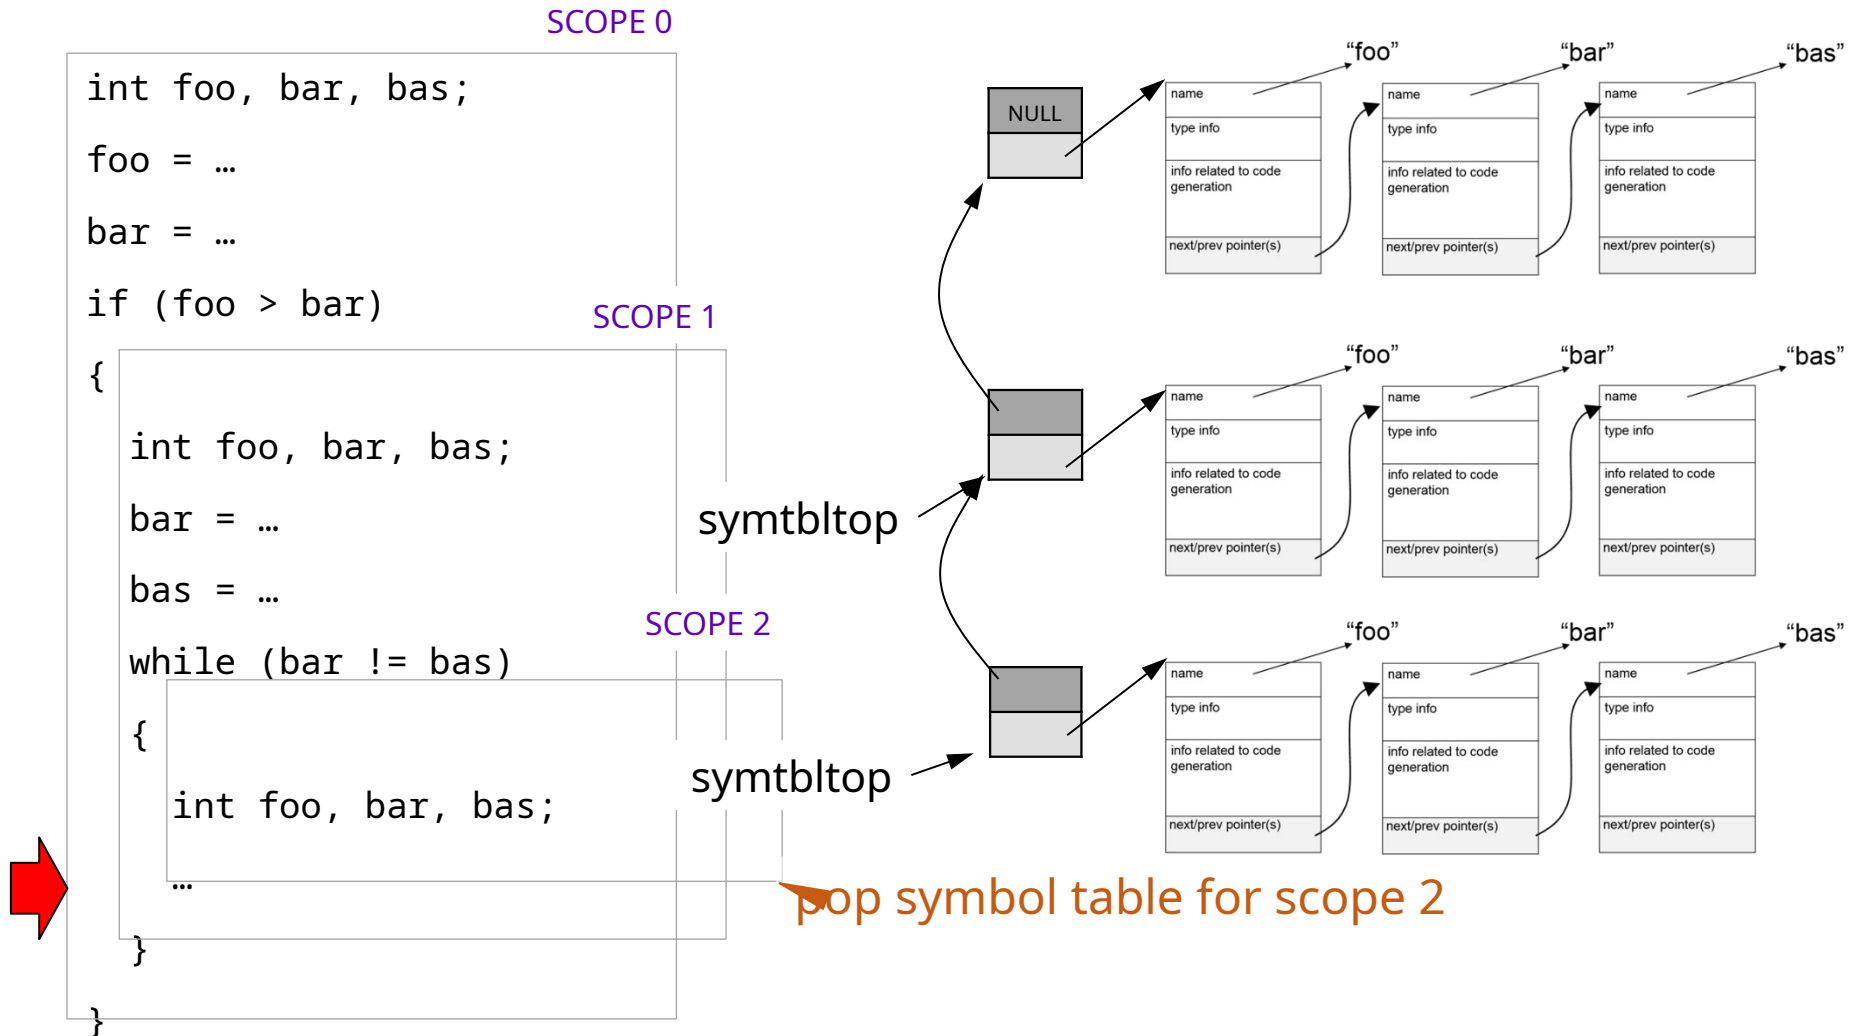 SCOPE 0
int foo, bar, bas;
foo = …
bar = …
if (foo > bar)
SCOPE 1
{
int foo, bar, bas;
bar = …
bas = …
SCOPE 2
while (bar != bas)
{
int foo, bar, bas;
…
}
}
NULL
symtbltop
symtbltop
“foo”
“bar”
“bas”
name
type info
info related to code
generation
next/prev pointer(s)
name
type info
info related to code
generation
next/prev pointer(s)
name
type info
info related to code
generation
next/prev pointer(s)
“foo”
“bar”
“bas”
name
type info
info related to code
generation
next/prev pointer(s)
name
type info
info related to code
generation
next/prev pointer(s)
name
type info
info related to code
generation
next/prev pointer(s)
“foo”
“bar”
“bas”
name
type info
info related to code
generation
next/prev pointer(s)
name
type info
info related to code
generation
next/prev pointer(s)
name
type info
info related to code
generation
next/prev pointer(s)
pop symbol table for scope 2